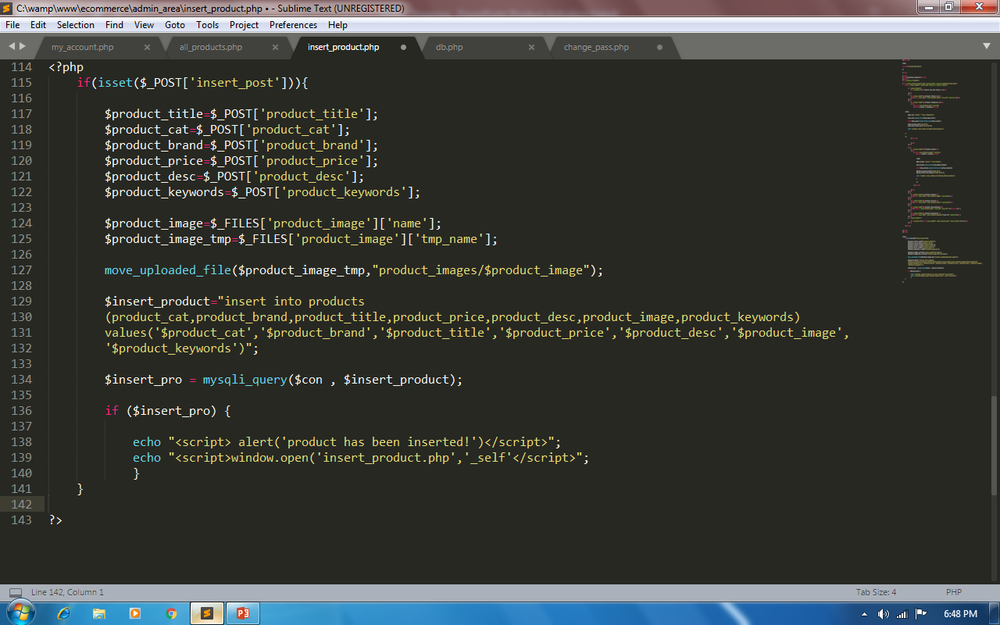 C:\wamp\www\ecommerce\admin_area\insert_product.php • - Sublime Text (UNREGISTERED)
File Edit Selection Find View Goto Tools Project Preferences Help
my_account.php all_products.php insert_product.php db.php change_pass.php
114 <?php
115 if(isset($_POST['insert_post'])){
116
117 $product_title=$_POST['product_title'];
118 $product_cat=$_POST['product_cat'];
119 $product_brand=$_POST['product_brand'];
120 $product_price=$_POST['product_price'];
121 $product_desc=$_POST['product_desc'];
122 $product_keywords=$_POST['product_keywords'];
123
124 $product_image=$_FILES['product_image']['name'];
125 $product_image_tmp=$_FILES['product_image']['tmp_name'];
126
127 move_uploaded_file($product_image_tmp,"product_images/$product_image");
128
129 $insert_product="insert into products
130 (product_cat,product_brand,product_title,product_price,product_desc,product_image,product_keywords)
131 values('$product_cat','$product_brand','$product_title','$product_price','$product_desc','$product_image',
132 '$product_keywords')";
133
134 $insert_pro = mysqli_query($con , $insert_product);
135
136 if ($insert_pro) {
137
138 echo "<script> alert('product has been inserted!')</script>";
139 echo "<script>window.open('insert_product.php','_self'</script>";
140 }
141 }
142
143 ?>
Line 142, Column 1 Tab Size: 4 PHP
6:48 PM